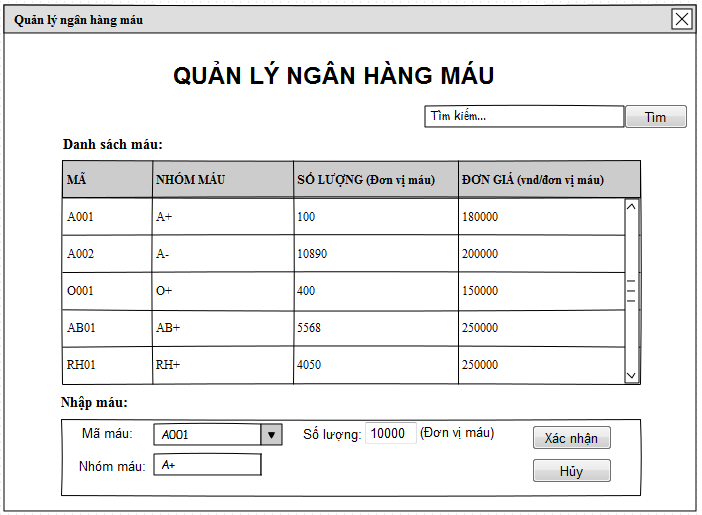 Quản lý ngân hàng máu
QUẢN LÝ NGÂN HÀNG MÁU
Tìm kiếm... Tìm
Danh sách máu:
MÃ NHÓM MÁU SỐ LƯỢNG (Đơn vị máu) ĐƠN GIÁ (vnd/đơn vị máu)
A001 A+ 100 180000
A002 A- 10890 200000
O001 O+ 400 150000
AB01 AB+ 5568 250000
RH01 RH+ 4050 250000
Nhập máu:
Mã máu: A001 Số lượng: 10000 (Đơn vị máu) Xác nhận
Nhóm máu: A+ Hủy